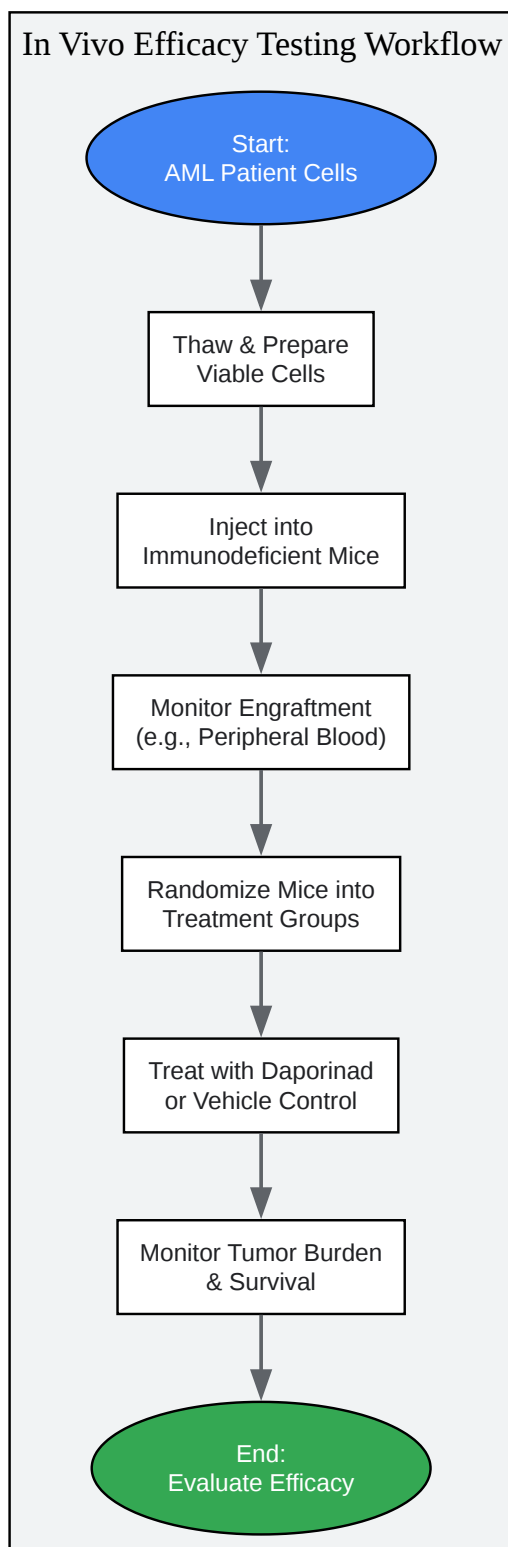 In Vivo Efficacy Testing Workflow
Start:
AML Patient Cells
Thaw & Prepare
Viable Cells
Inject into
Immunodeficient Mice
Monitor Engraftment
(e.g., Peripheral Blood)
Randomize Mice into
Treatment Groups
Treat with Daporinad
or Vehicle Control
Monitor Tumor Burden
& Survival
End:
Evaluate Efficacy